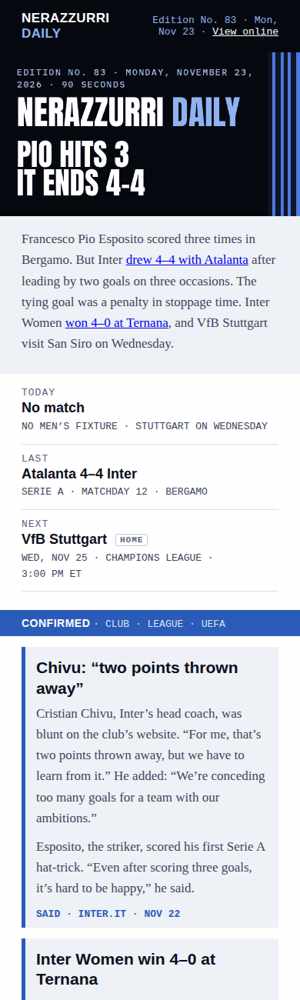 NERAZZURRI
DAILY
Edition No. 83 · Mon,
Nov 23 · View online
EDITION NO. 83 · MONDAY, NOVEMBER 23,
2026 · 90 SECONDS
NERAZZURRI DAILY
PIO HITS 3
IT ENDS 4-4
Francesco Pio Esposito scored three times in
Bergamo. But Inter drew 4–4 with Atalanta after
leading by two goals on three occasions. The
tying goal was a penalty in stoppage time. Inter
Women won 4–0 at Ternana, and VfB Stuttgart
visit San Siro on Wednesday.
TODAY
No match
NO MEN’S FIXTURE · STUTTGART ON WEDNESDAY
LAST
Atalanta 4–4 Inter
SERIE A · MATCHDAY 12 · BERGAMO
NEXT
VfB Stuttgart HOME
WED, NOV 25 · CHAMPIONS LEAGUE ·
3:00 PM ET
CONFIRMED · CLUB · LEAGUE · UEFA
Chivu: “two points thrown
away”
Cristian Chivu, Inter’s head coach, was
blunt on the club’s website. “For me, that’s
two points thrown away, but we have to
learn from it.” He added: “We’re conceding
too many goals for a team with our
ambitions.”
Esposito, the striker, scored his first Serie A
hat-trick. “Even after scoring three goals,
it’s hard to be happy,” he said.
SAID · INTER.IT · NOV 22
Inter Women win 4–0 at
Ternana